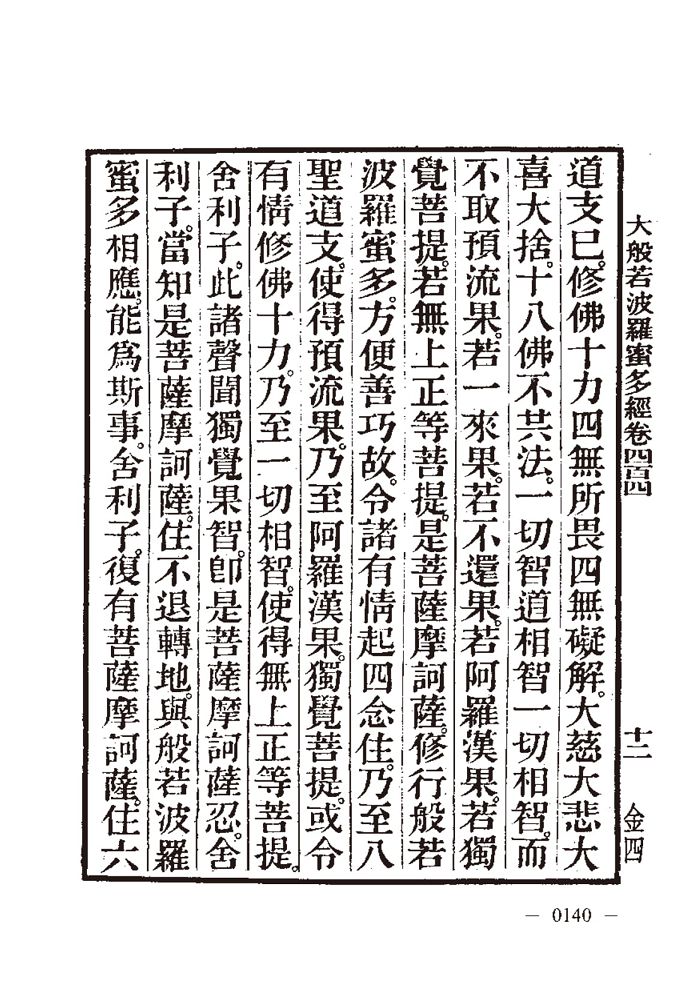 大般若波羅蜜多經卷四百四 十二 金四
道支已。修佛十力四無所畏四無礙解。大慈大悲大
喜大捨。十八佛不共法。一切智道相智一切相智。而
不取預流果。若一來果。若不還果。若阿羅漢果。若獨
覺菩提。若無上正等菩提。是菩薩摩訶薩。修行般若
波羅蜜多。方便善巧故。令諸有情起四念住。乃至八
聖道支。使得預流果。乃至阿羅漢果。獨覺菩提。或令
有情修佛十力。乃至一切相智。使得無上正等菩提。
舍利子。此諸聲聞獨覺果智。卽是菩薩摩訶薩忍。舍
利子。當知是菩薩摩訶薩。住不退轉地。與般若波羅
蜜多相應。能爲斯事。舍利子。復有菩薩摩訶薩。住六
— 0140 —